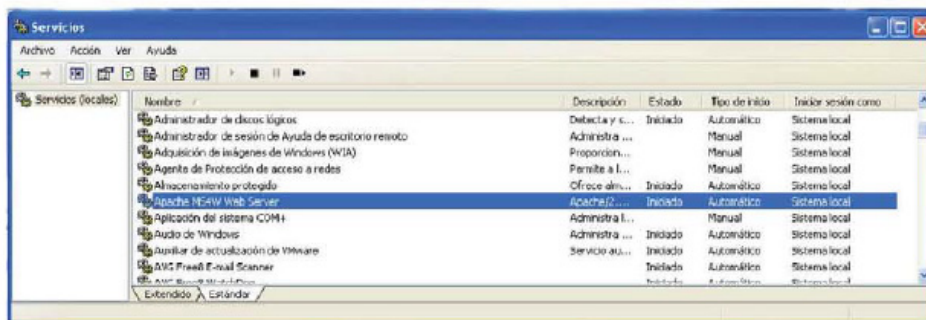 Servicios
Archivo Acción Ver Ayuda
Servicios (locales)
Nombre Descripción Estado Tipo de inicio Iniciar sesión como
Administrador de discos lógicos Detecta y s... Iniciado Automático Sistema local
Administrador de sesión de Ayuda de escritorio remoto Administra ... Manual Sistema local
Adquisición de imágenes de Windows (WIA) Proporcion... Manual Sistema local
Agente de Protección de acceso a redes Permite a l... Manual Sistema local
Almacenamiento protegido Ofrece alm... Iniciado Automático Sistema local
Apache MS4W Web Server Apache/2.... Iniciado Automático Sistema local
Aplicación del sistema COM+ Administra l... Manual Sistema local
Audio de Windows Administra ... Iniciado Automático Sistema local
Auxiliar de actualización de VMware Servicio au... Iniciado Automático Sistema local
AVG Free8 E-mail Scanner Iniciado Automático Sistema local
Iniciado Automático Sistema local
Extendido Estándar